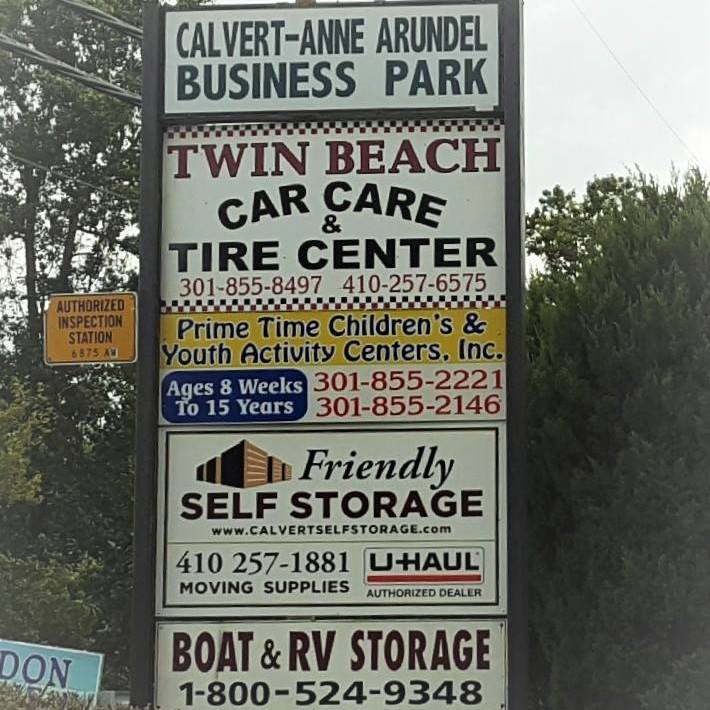 CALVERT-ANNE ARUNDEL
BUSINESS PARK
TWIN BEACH
CAR CARE
&
TIRE CENTER
301-855-8497 410-257-6575
AUTHORIZED
INSPECTION
STATION
6875 AW
Prime Time Children's &
Youth Activity Centers, Inc.
Ages 8 Weeks
To 15 Years
301-855-2221
301-855-2146
Friendly
SELF STORAGE
www.CALVERTSELFSTORAGE.com
410 257-1881
MOVING SUPPLIES
U-HAUL
AUTHORIZED DEALER
BOAT & RV STORAGE
1-800-524-9348
DON